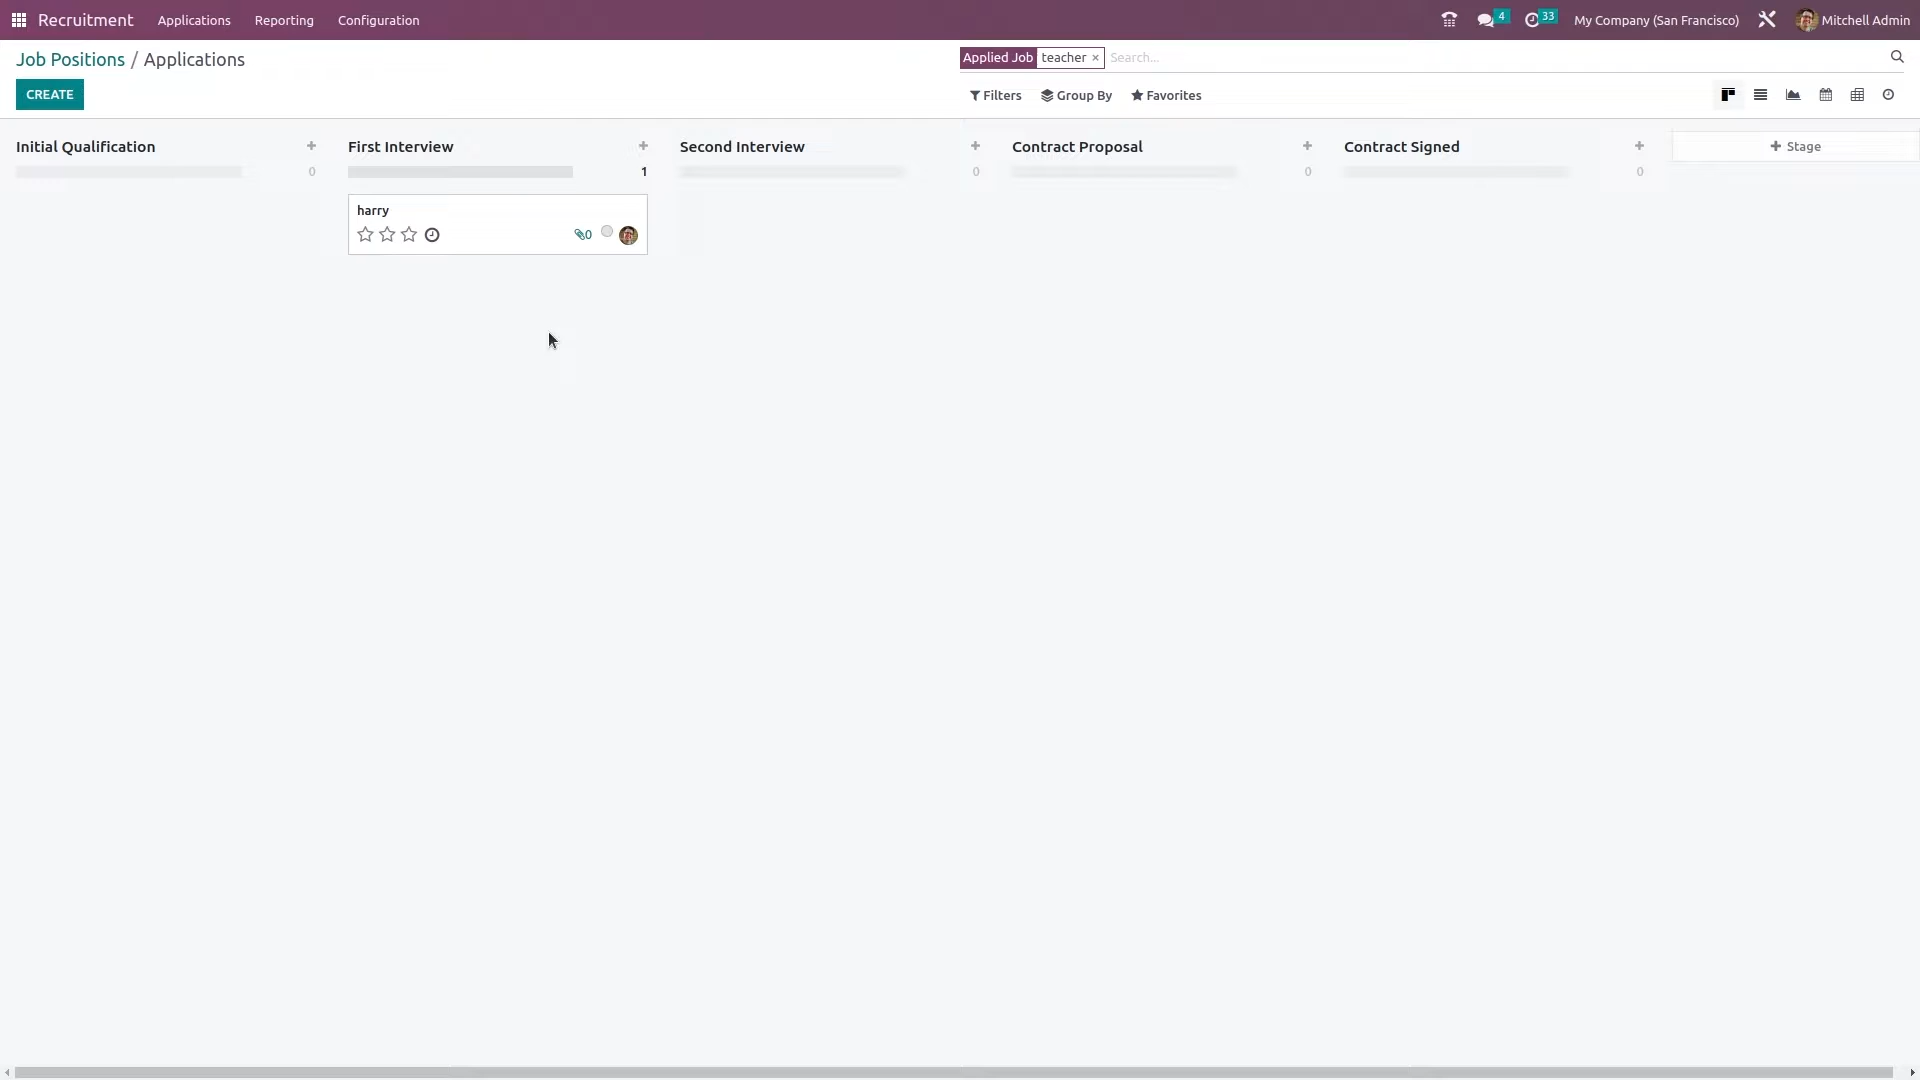 Recruitment Applications Reporting Configuration 4 33 My Company (San Francisco) Mitchell Admin
Job Positions / Applications
Applied Job teacher × Search...
CREATE
Filters Group By Favorites
Initial Qualification + First Interview + Second Interview + Contract Proposal + Contract Signed + + Stage
0 1 0 0 0
harry
0